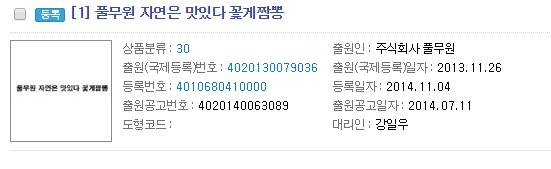 등록 [1] 풀무원 자연은 맛있다 꽃게짬뽕
풀무원 자연은 맛있다 꽃게짬뽕
상품분류 : 30 출원인 : 주식회사 풀무원
출원(국제등록)번호 : 4020130079036 출원(국제등록)일자 : 2013.11.26
등록번호 : 4010680410000 등록일자 : 2014.11.04
출원공고번호 : 4020140063089 출원공고일자 : 2014.07.11
도형코드 : 대리인 : 강일우